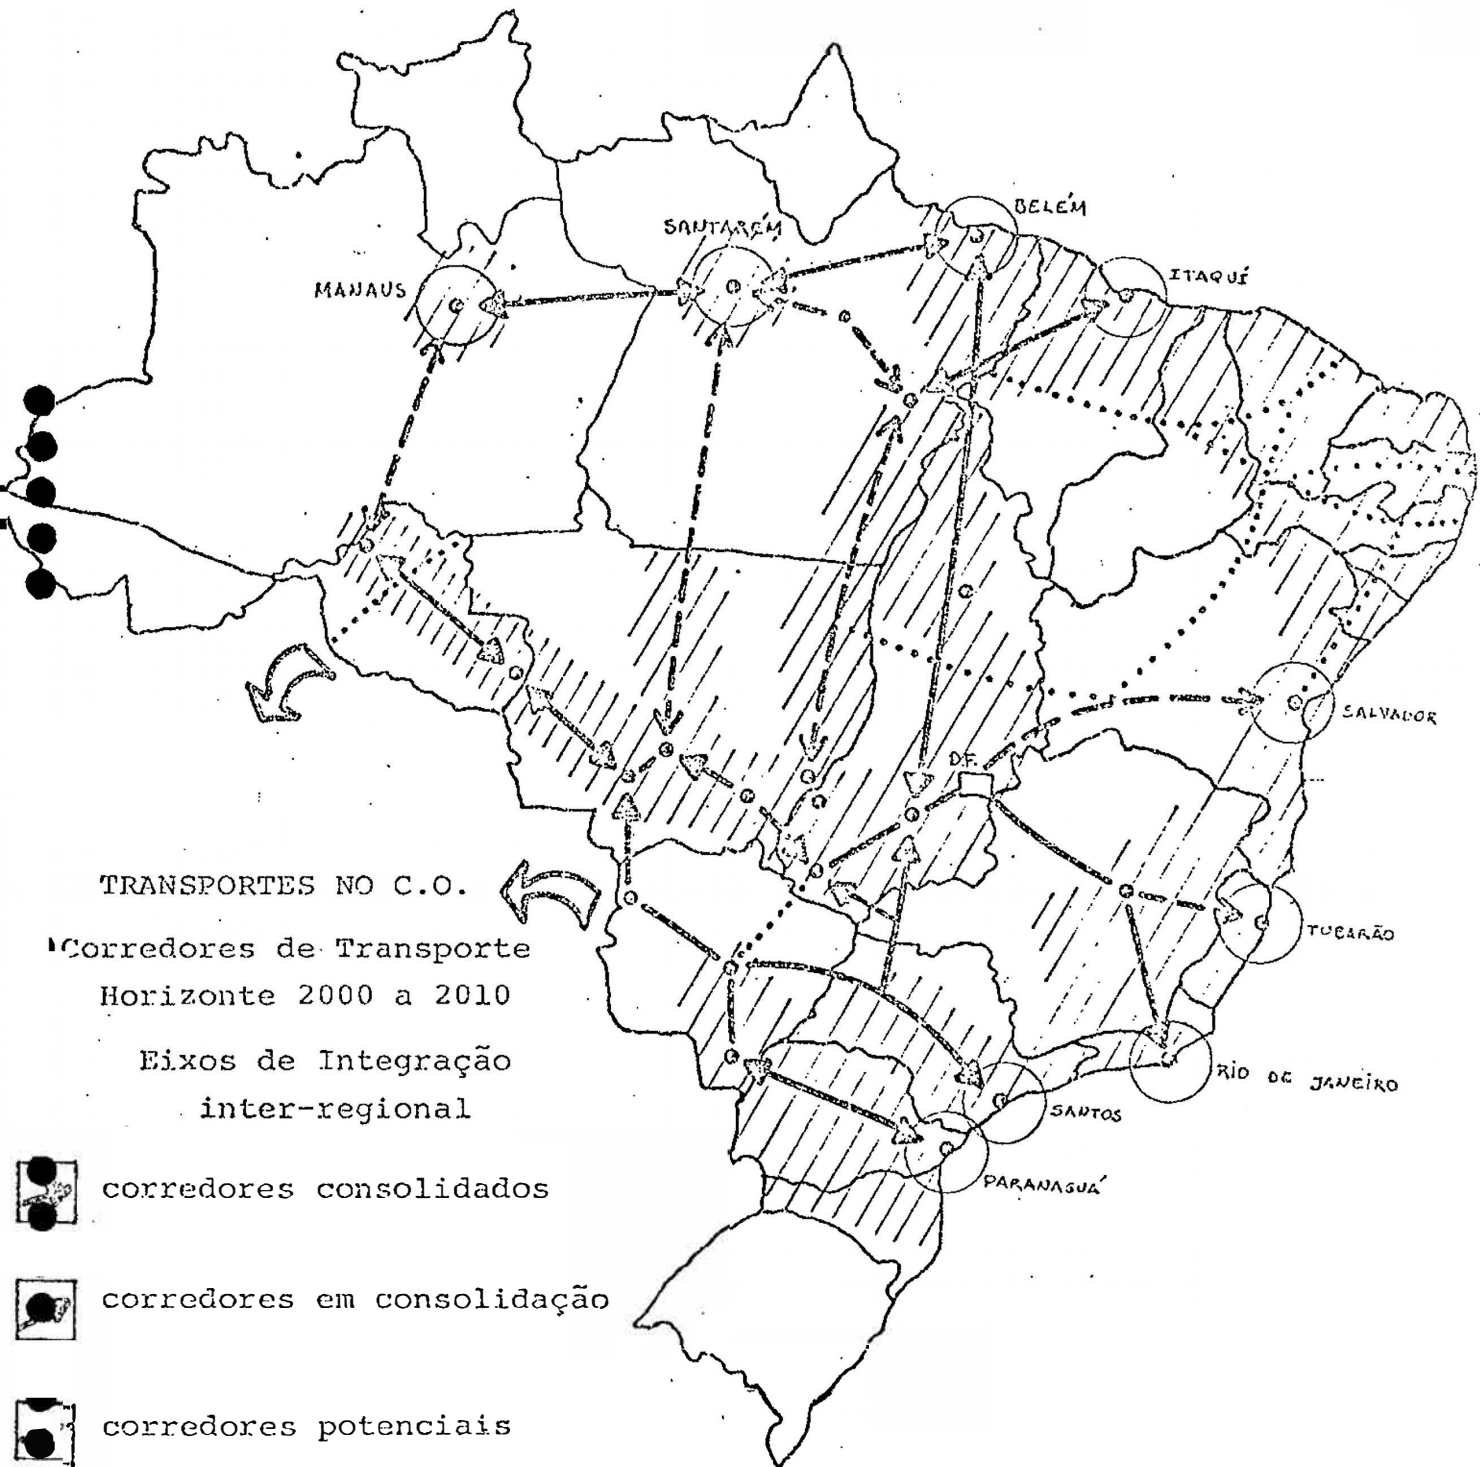 BELÉM
SANTARÉM
ITAQUÍ
MANAUS
SALVADOR
D.F.
TUBARÃO
RIO DE JANEIRO
SANTOS
PARANAGUÁ
TRANSPORTES NO C.O.
Corredores de Transporte
Horizonte 2000 a 2010
Eixos de Integração
inter-regional
corredores consolidados
corredores em consolidação
corredores potenciais